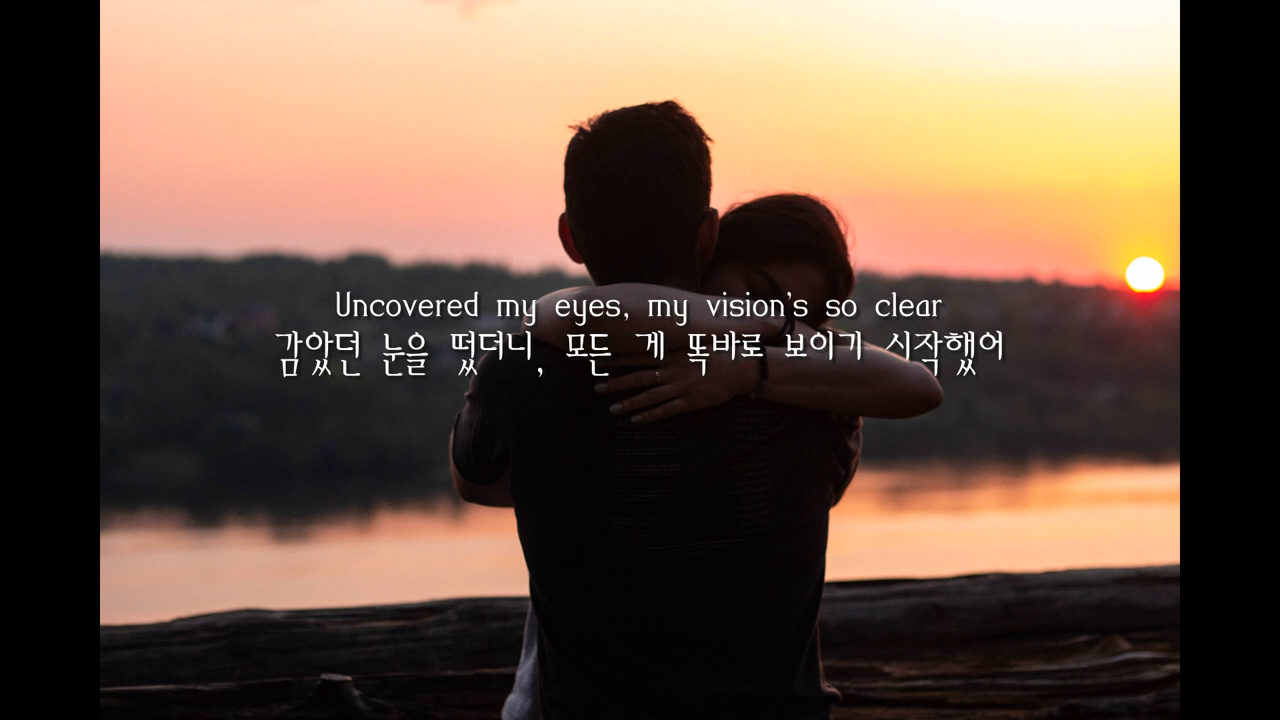 Uncovered my eyes, my vision's so clear
감았던 눈을 떴더니, 모든 게 똑바로 보이기 시작했어